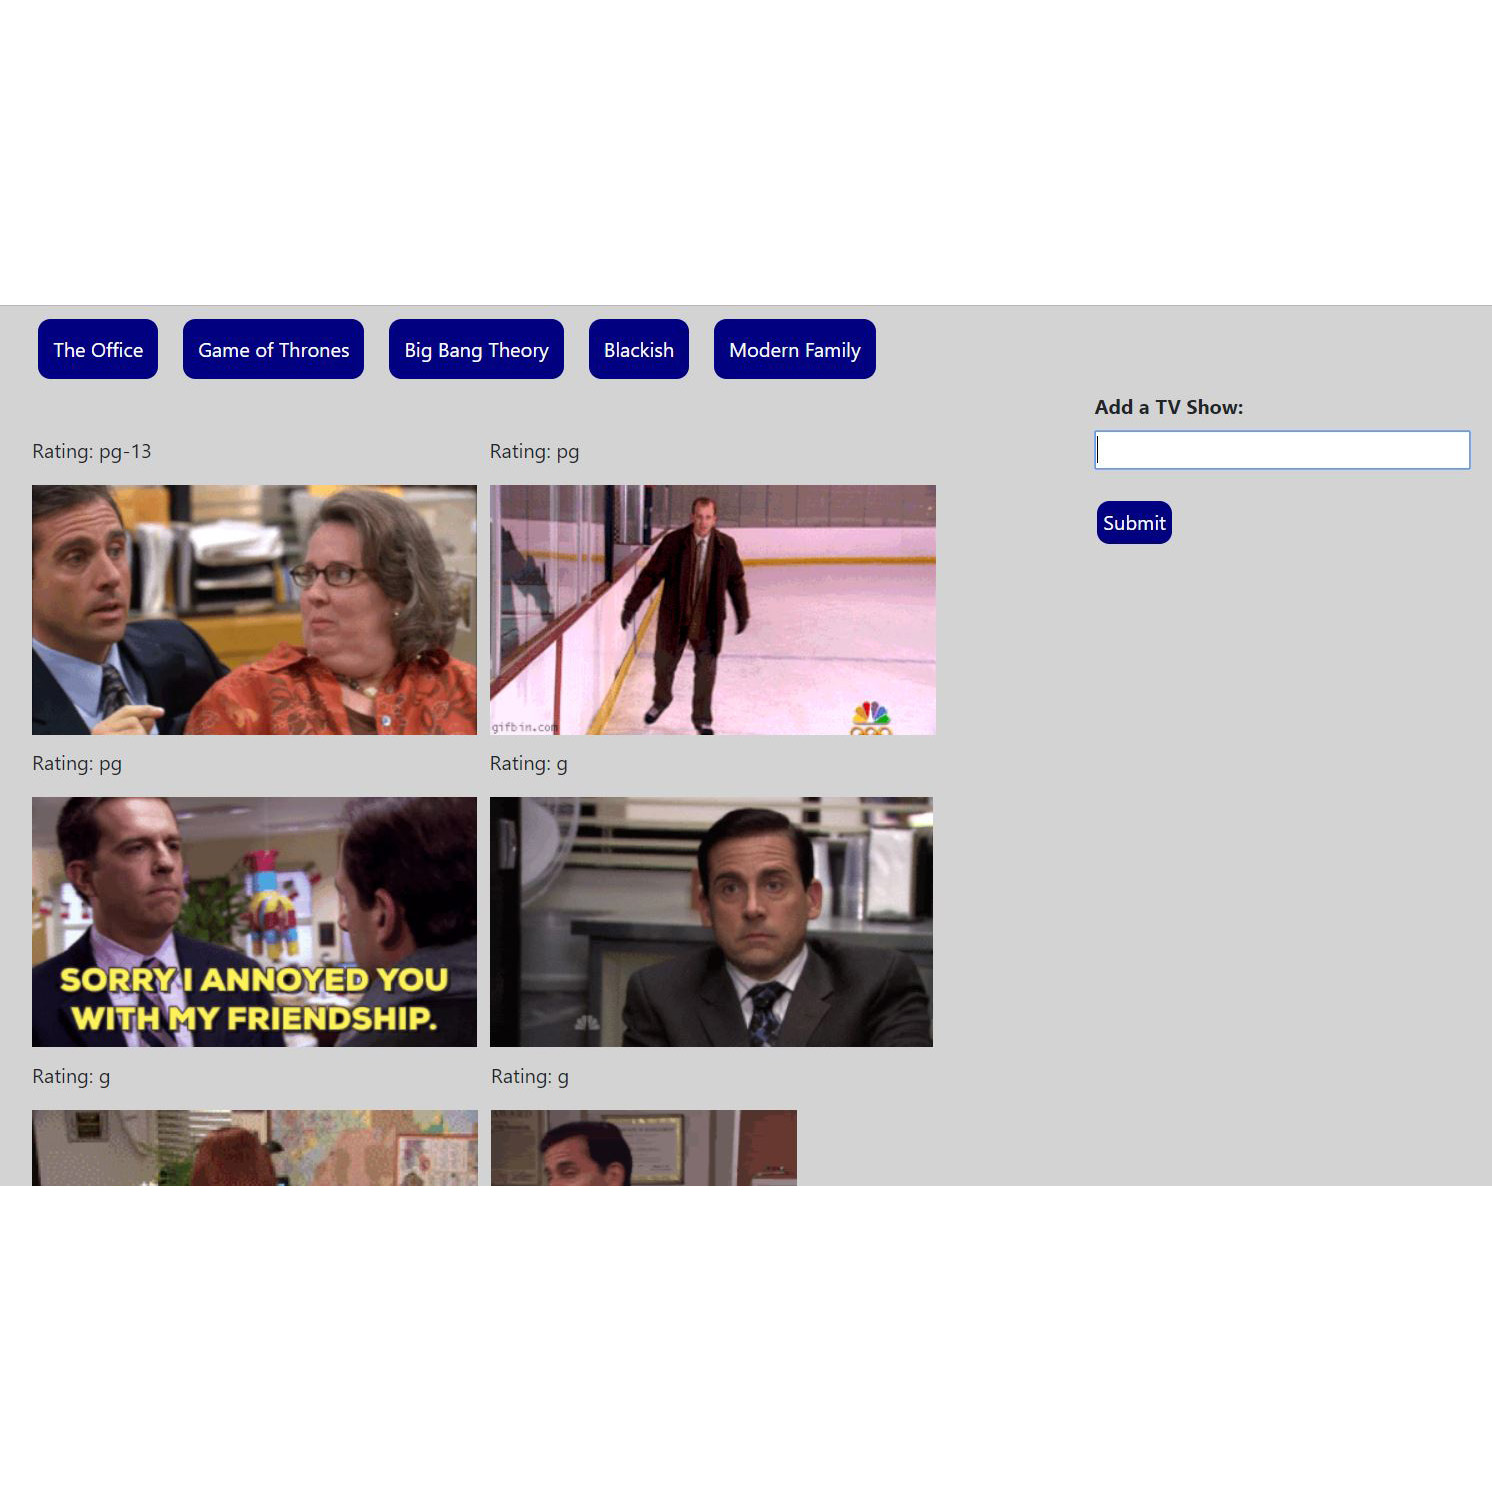 The Office
Game of Thrones
Big Bang Theory
Blackish
Modern Family
Add a TV Show:
Submit
Rating: pg-13
Rating: pg
gifbin.com
Rating: pg
Rating: g
SORRY I ANNOYED YOU
WITH MY FRIENDSHIP.
Rating: g
Rating: g